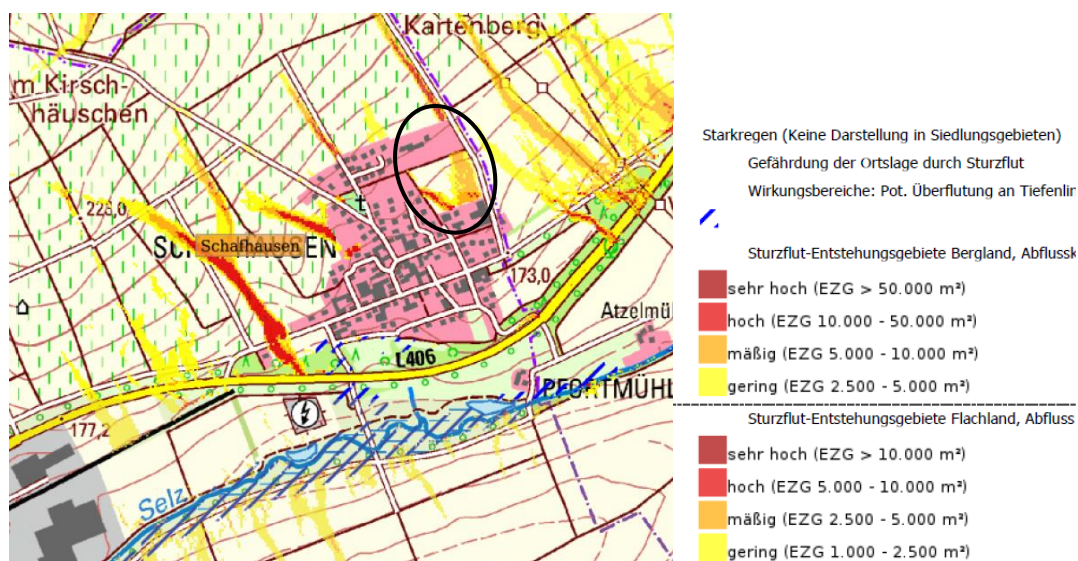 Kartenberg
m Kirsch-
häuschen
223,0
Schafhausen
173,0
Atzelmü
L406
PFORTMÜHL
177,2
Selz
Starkregen (Keine Darstellung in Siedlungsgebieten)
Gefährdung der Ortslage durch Sturzflut
Wirkungsbereiche: Pot. Überflutung an Tiefenlin
Sturzflut-Entstehungsgebiete Bergland, Abflussk
sehr hoch (EZG > 50.000 m²)
hoch (EZG 10.000 - 50.000 m²)
mäßig (EZG 5.000 - 10.000 m²)
gering (EZG 2.500 - 5.000 m²)
Sturzflut-Entstehungsgebiete Flachland, Abfluss
sehr hoch (EZG > 10.000 m²)
hoch (EZG 5.000 - 10.000 m²)
mäßig (EZG 2.500 - 5.000 m²)
gering (EZG 1.000 - 2.500 m²)